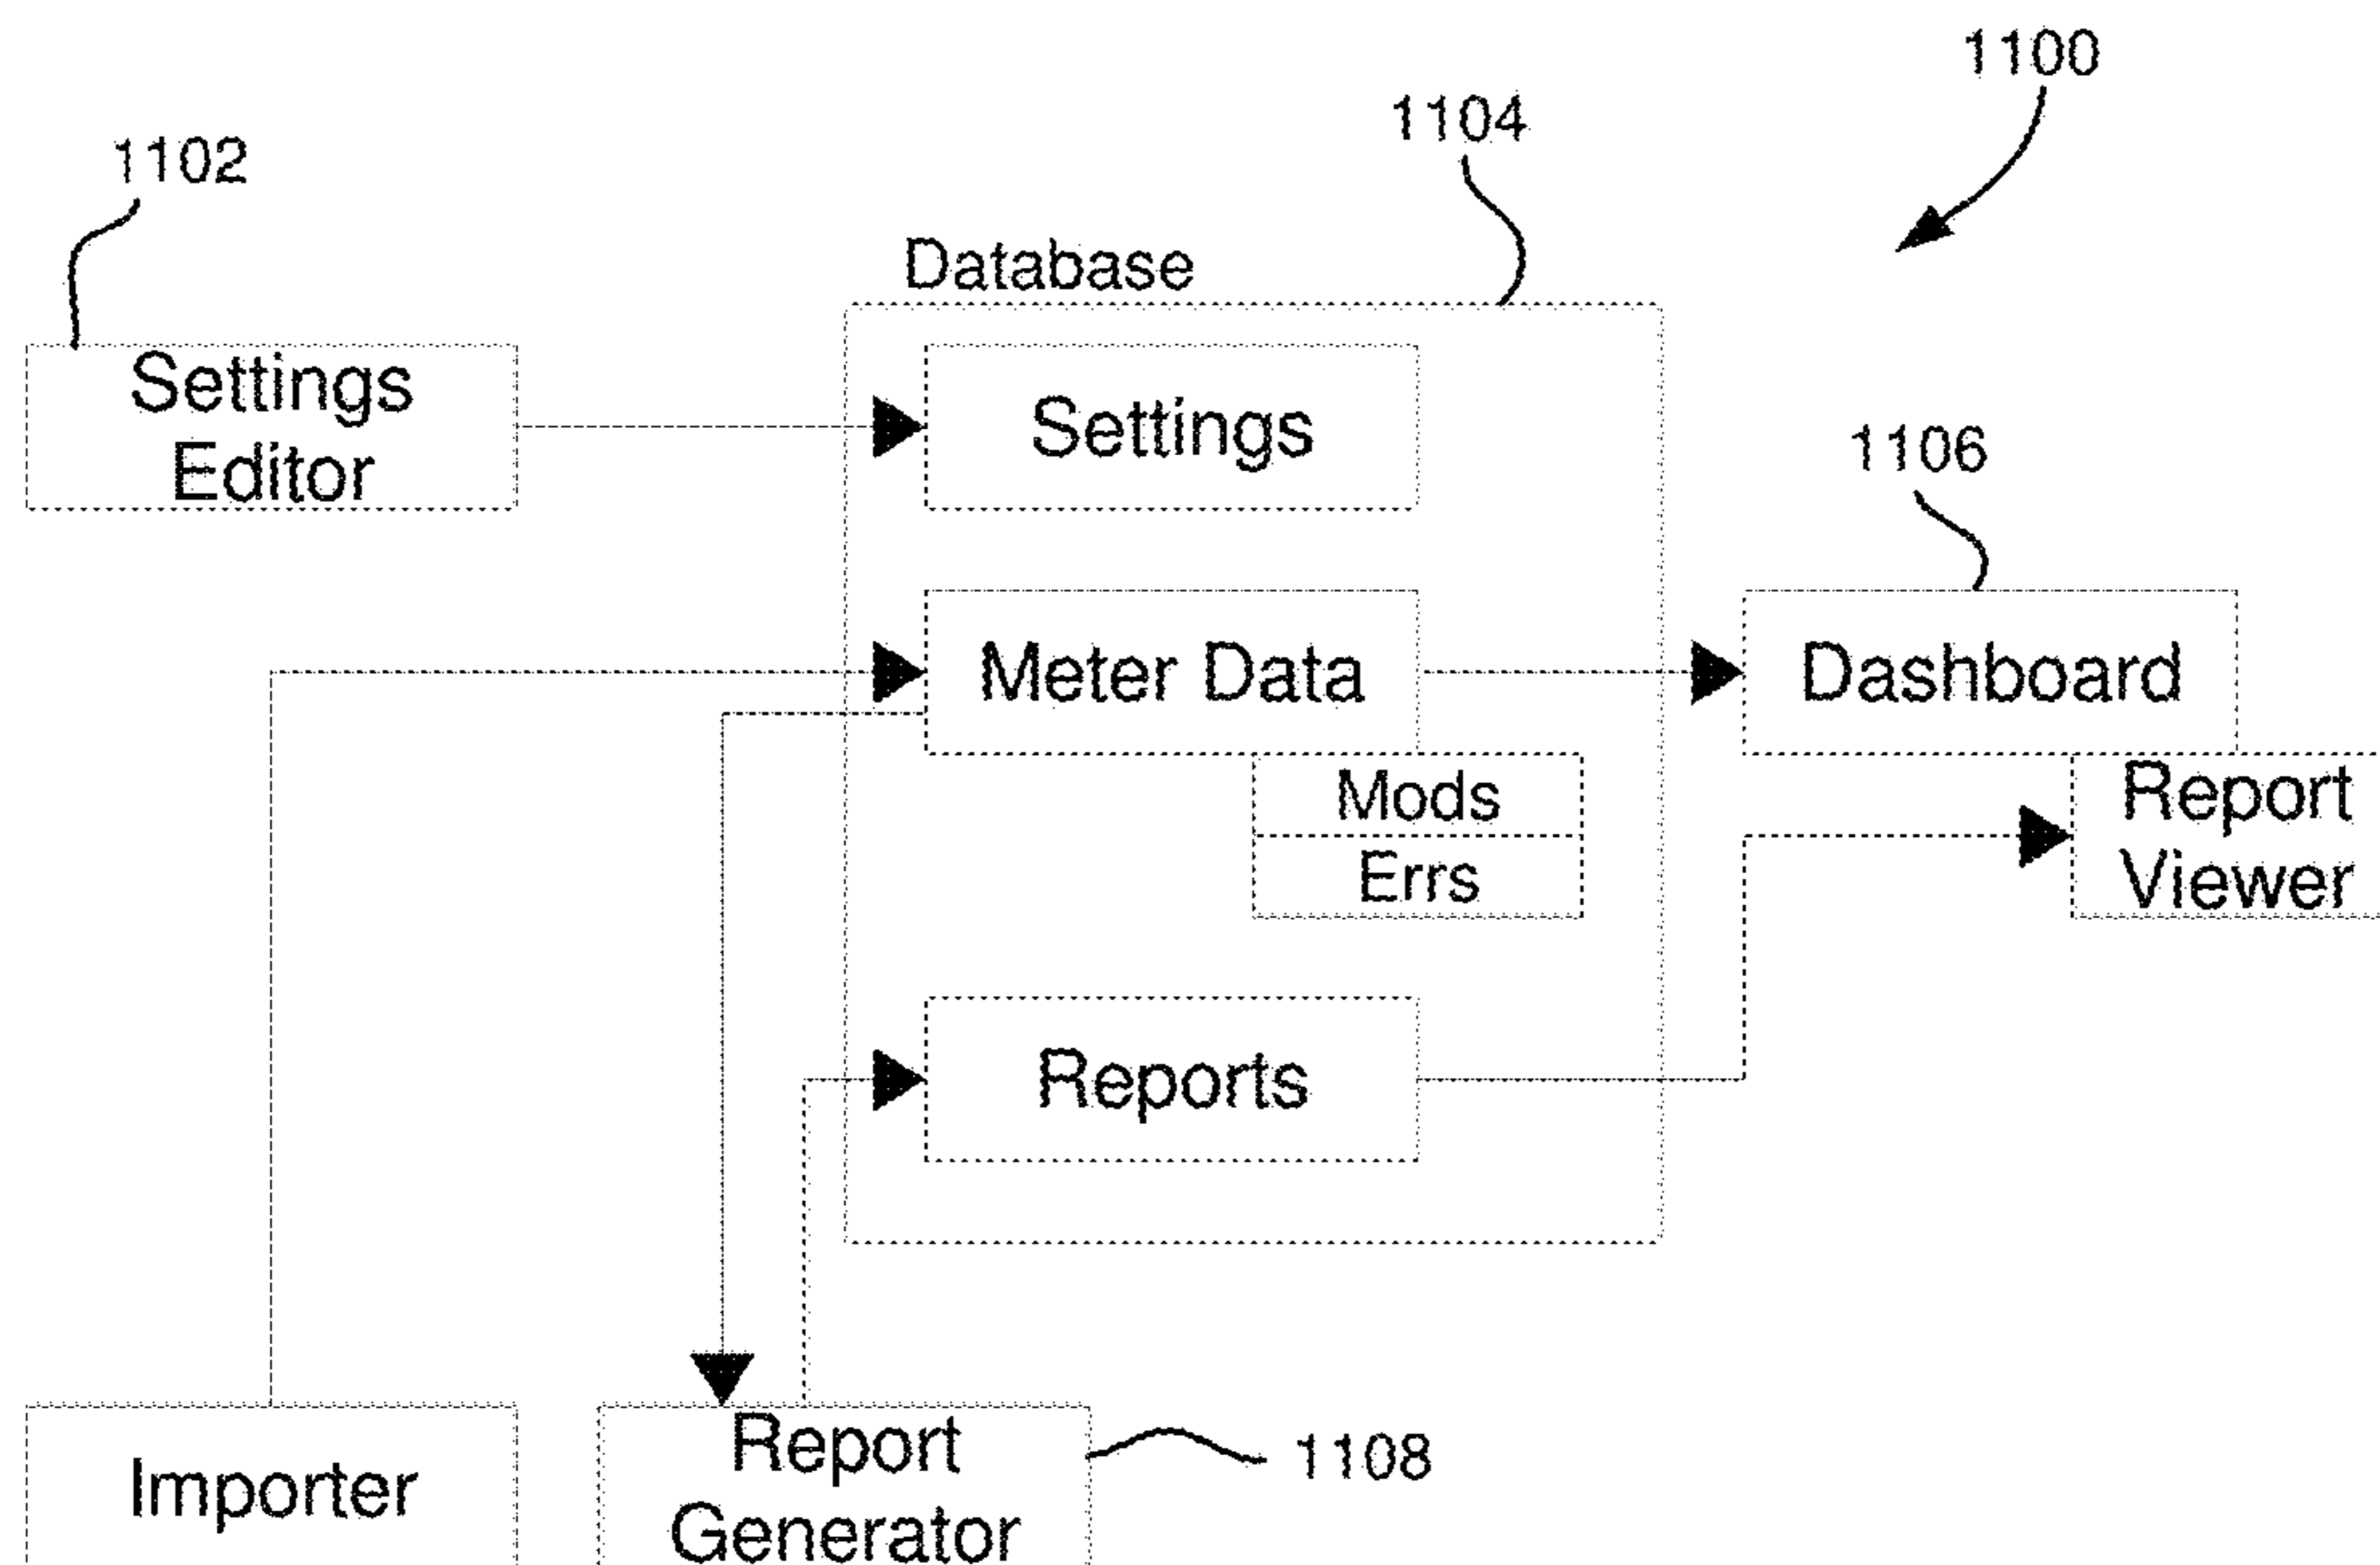 1100
1104
1102
Database
Settings
Editor
Settings
1106
Meter Data
Dashboard
Mods
Errs
Report
Viewer
Reports
Importer
Report
Generator
1108